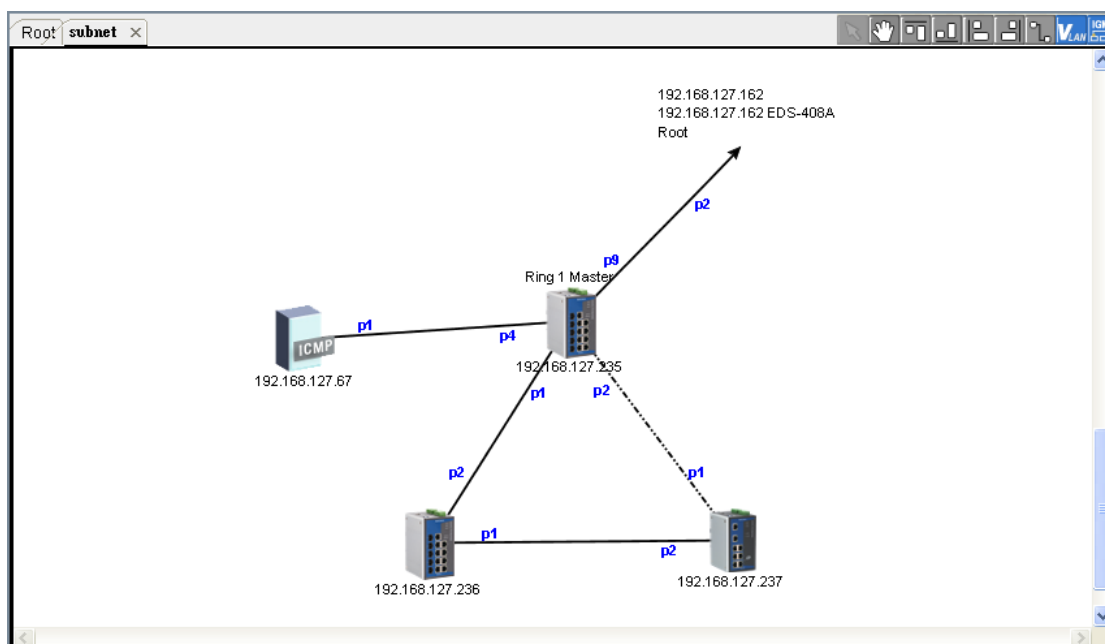 Root subnet ×
VLAN
192.168.127.162
192.168.127.162 EDS-408A
Root
p2
p9
Ring 1 Master
p1
p4
ICMP
192.168.127.235
192.168.127.67
p1
p2
p2
p1
p1
p2
192.168.127.236
192.168.127.237